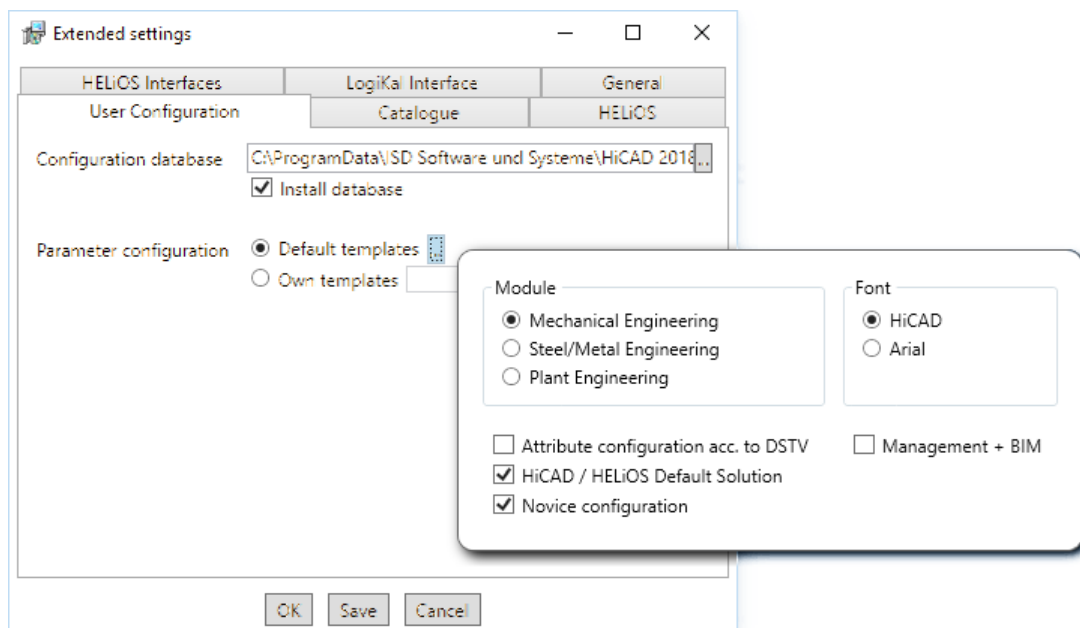 Extended settings
HELiOS Interfaces LogiKal Interface General
User Configuration Catalogue HELiOS
Configuration database C:\ProgramData\ISD Software und Systeme\HiCAD 2018 ..
Install database
Parameter configuration Default templates ..
Own templates
Module Font
Mechanical Engineering HiCAD
Steel/Metal Engineering Arial
Plant Engineering
Attribute configuration acc. to DSTV Management + BIM
HiCAD / HELiOS Default Solution
Novice configuration
OK Save Cancel